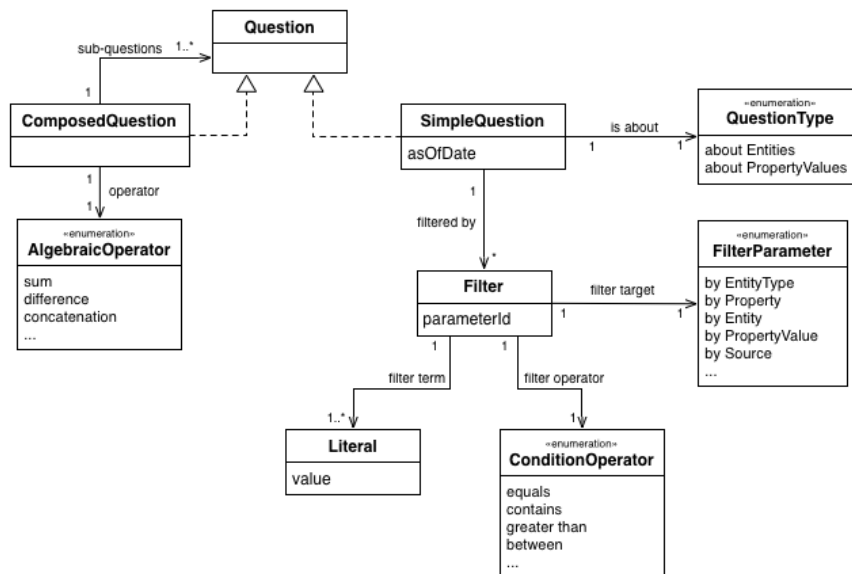 Question
sub-questions
1..*
1
ComposedQuestion
1
operator
1
«enumeration»
AlgebraicOperator
sum
difference
concatenation
...
SimpleQuestion
asOfDate
is about
1
1
«enumeration»
QuestionType
about Entities
about PropertyValues
1
filtered by
*
Filter
parameterId
filter target
1
1
«enumeration»
FilterParameter
by EntityType
by Property
by Entity
by PropertyValue
by Source
...
1
1
filter term
filter operator
1..*
1
Literal
value
«enumeration»
ConditionOperator
equals
contains
greater than
between
...